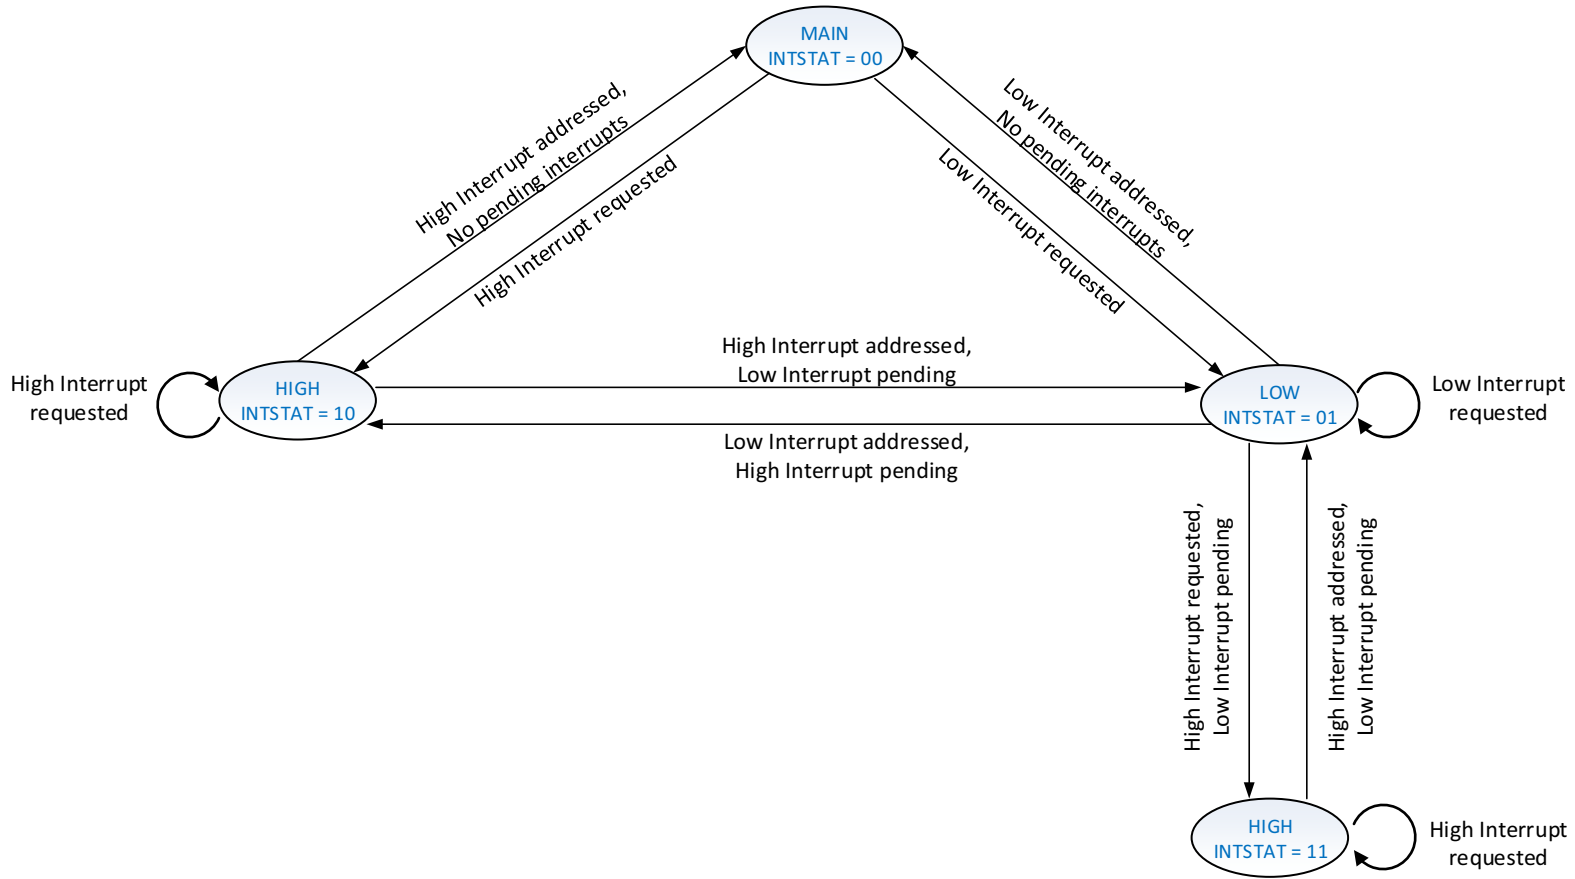 MAIN
INTSTAT = 00
High Interrupt addressed,
No pending interrupts
High Interrupt requested
Low Interrupt addressed,
No pending interrupts
Low Interrupt requested
High Interrupt addressed,
Low Interrupt pending
High Interrupt
requested
HIGH
INTSTAT = 10
LOW
INTSTAT = 01
Low Interrupt
requested
Low Interrupt addressed,
High Interrupt pending
High Interrupt requested,
Low Interrupt pending
High Interrupt addressed,
Low Interrupt pending
HIGH
INTSTAT = 11
High Interrupt
requested